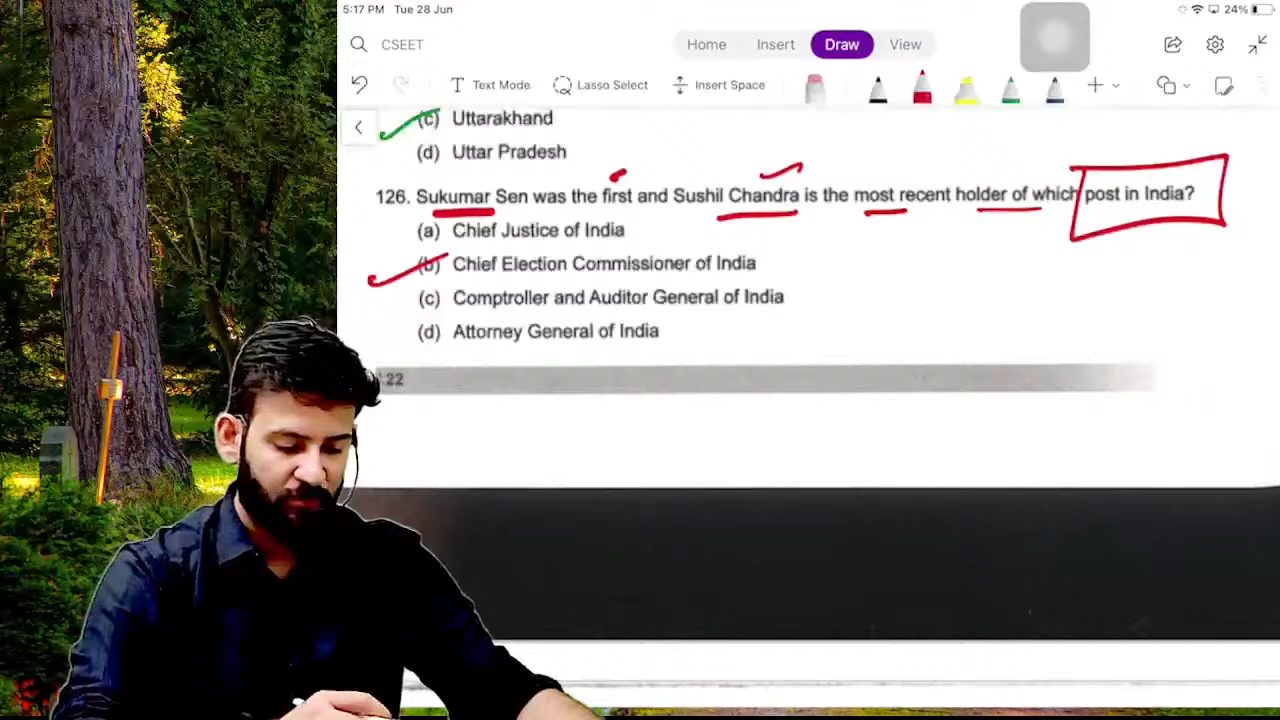 5:17 PM Tue 28 Jun
24%
CSEET
Home Insert Draw View
Text Mode Lasso Select Insert Space
(c) Uttarakhand
(d) Uttar Pradesh
126. Sukumar Sen was the first and Sushil Chandra is the most recent holder of which post in India?
(a) Chief Justice of India
(b) Chief Election Commissioner of India
(c) Comptroller and Auditor General of India
(d) Attorney General of India
22